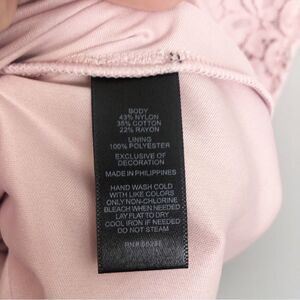 BODY
43% NYLON
35% COTTON
22% RAYON
LINING
100% POLYESTER
EXCLUSIVE OF
DECORATION
MADE IN PHILIPPINES
HAND WASH COLD
WITH LIKE COLORS
ONLY NON-CHLORINE
BLEACH WHEN NEEDED
LAY FLAT TO DRY
COOL IRON IF NEEDED
DO NOT STEAM